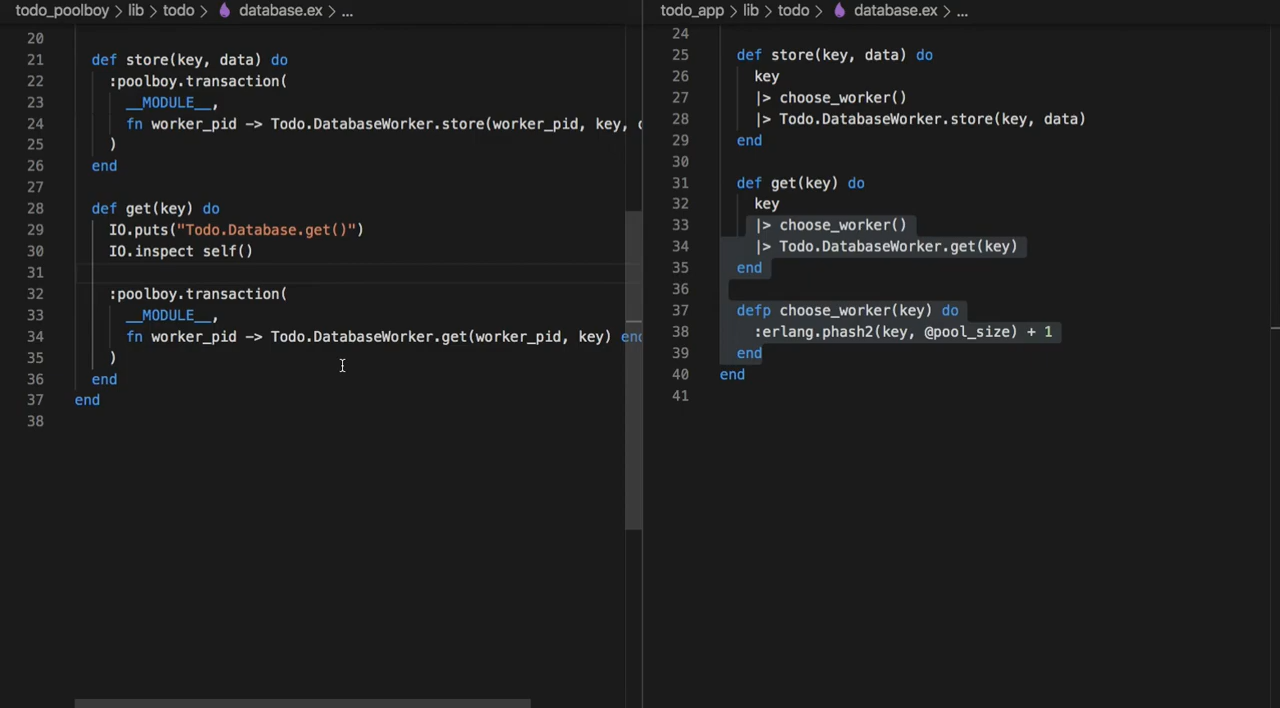 todo_poolboy > lib > todo > database.ex > ...
20
21 def store(key, data) do
22 :poolboy.transaction(
23 __MODULE__,
24 fn worker_pid -> Todo.DatabaseWorker.store(worker_pid, key,
25 )
26 end
27
28 def get(key) do
29 IO.puts("Todo.Database.get()")
30 IO.inspect self()
31
32 :poolboy.transaction(
33 __MODULE__,
34 fn worker_pid -> Todo.DatabaseWorker.get(worker_pid, key) end
35 )
36 end
37 end
38
todo_app > lib > todo > database.ex > ...
24
25 def store(key, data) do
26 key
27 |> choose_worker()
28 |> Todo.DatabaseWorker.store(key, data)
29 end
30
31 def get(key) do
32 key
33 |> choose_worker()
34 |> Todo.DatabaseWorker.get(key)
35 end
36
37 defp choose_worker(key) do
38 :erlang.phash2(key, @pool_size) + 1
39 end
40 end
41